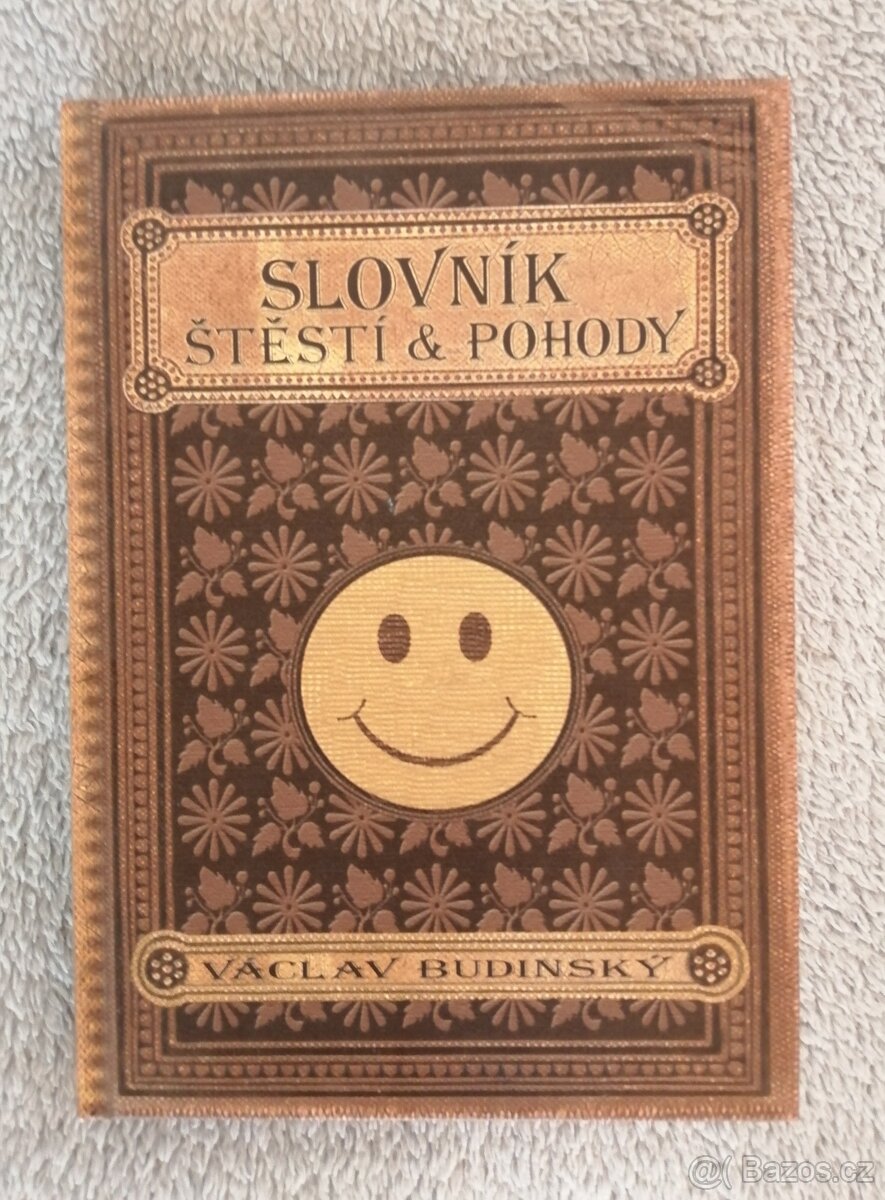 SLOVNÍK
ŠTĚSTÍ & POHODY
VÁCLAV BUDINSKÝ
@( Bazos.cz